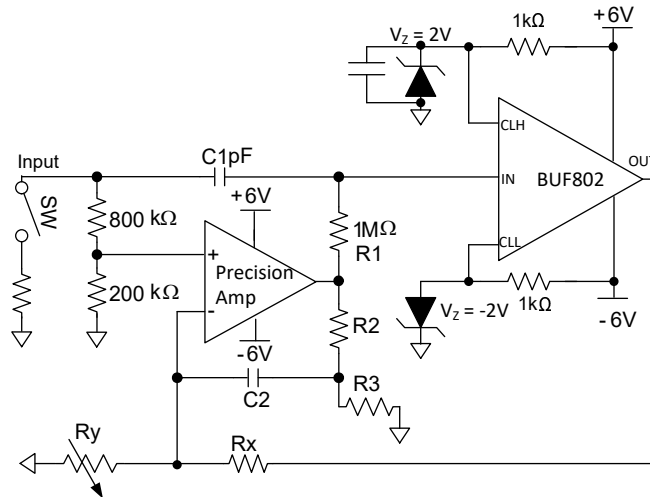 V_Z = 2V
1kΩ
+6V
CLH
Input
C1pF
IN
BUF802
OUT
SW
800 kΩ
+6V
1MΩ
R1
+
Precision
Amp
200 kΩ
-
CLL
1kΩ
V_Z = -2V
-6V
R2
-6V
C2
R3
Ry
Rx